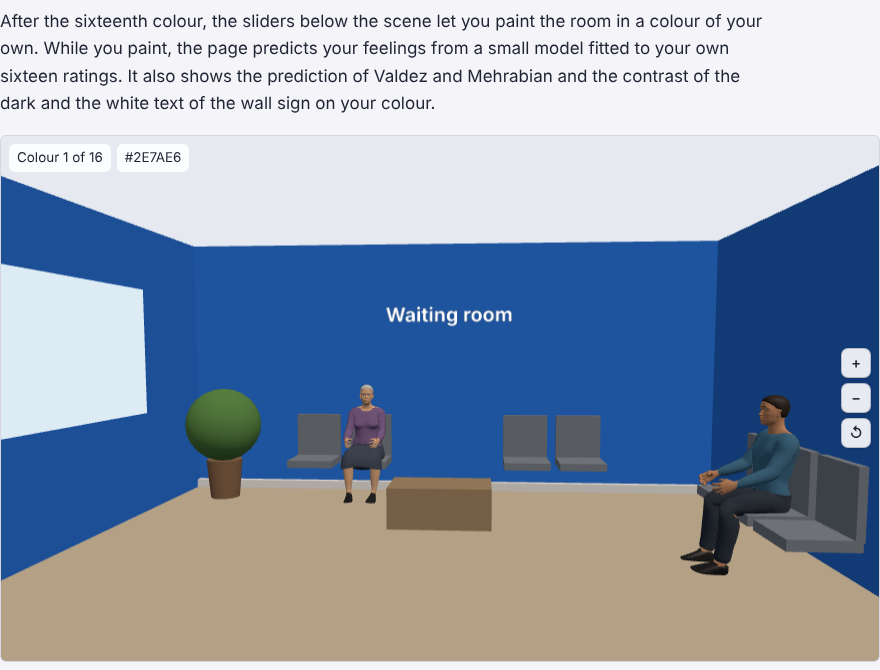 After the sixteenth colour, the sliders below the scene let you paint the room in a colour of your
own. While you paint, the page predicts your feelings from a small model fitted to your own
sixteen ratings. It also shows the prediction of Valdez and Mehrabian and the contrast of the
dark and the white text of the wall sign on your colour.
Colour 1 of 16 #2E7AE6
Waiting room
+
−